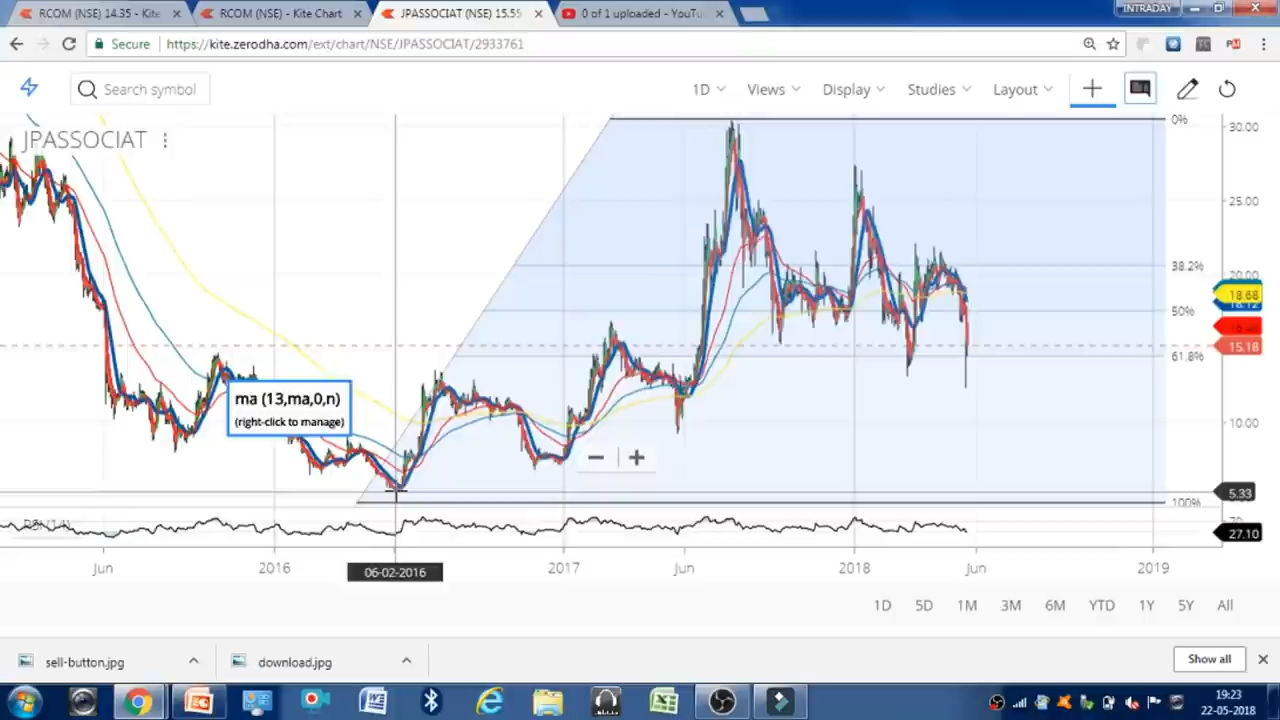 RCOM (NSE) 14.35 - Kite
RCOM (NSE) - Kite Chart
JPASSOCIAT (NSE) 15.55
0 of 1 uploaded - YouTu
INTRADAY
Secure
https://kite.zerodha.com/ext/chart/NSE/JPASSOCIAT/2933761
Search symbol
1D
Views
Display
Studies
Layout
JPASSOCIAT
0%
30.00
25.00
38.2%
20.00
18.68
50%
15.18
61.8%
ma (13,ma,0,n)
(right-click to manage)
10.00
5.33
100%
27.10
Jun
2016
06-02-2016
2017
Jun
2018
Jun
2019
1D
5D
1M
3M
6M
YTD
1Y
5Y
All
sell-button.jpg
download.jpg
Show all
19:23
22-05-2018